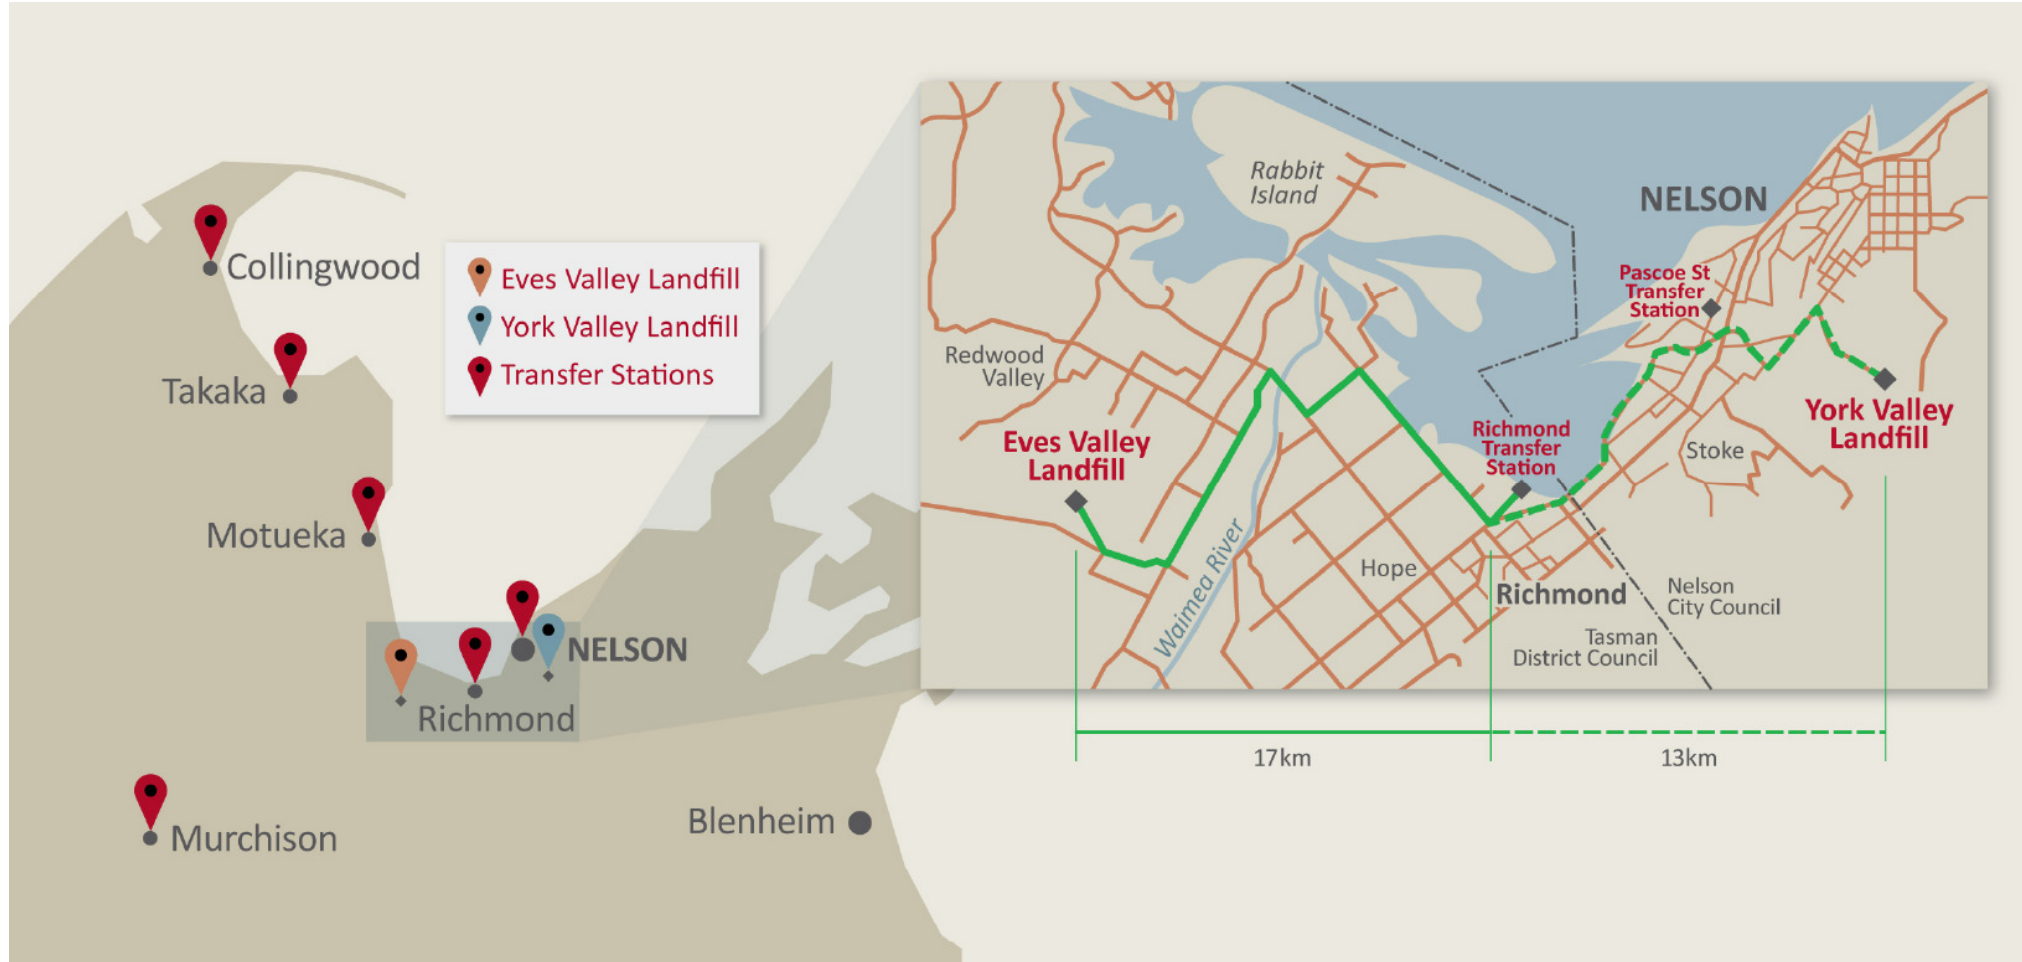 Collingwood
Takaka
Motueka
NELSON
Richmond
Murchison
Blenheim
Eves Valley Landfill
York Valley Landfill
Transfer Stations
Rabbit
Island
NELSON
Pascoe St
Transfer
Station
Redwood
Valley
Eves Valley
Landfill
Richmond
Transfer
Station
York Valley
Landfill
Stoke
Waimea River
Hope
Richmond
Nelson
City Council
Tasman
District Council
17km
13km